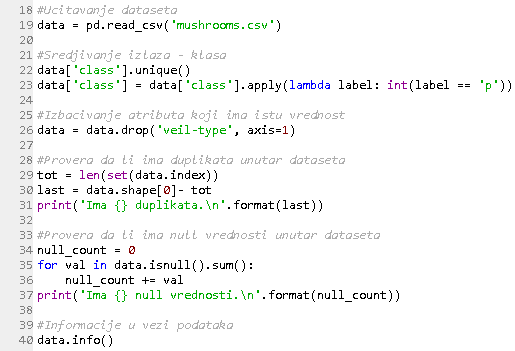 18 #Ucitavanje dataseta
19 data = pd.read_csv('mushrooms.csv')
20
21 #Sredjivanje izlaza - klasa
22 data['class'].unique()
23 data['class'] = data['class'].apply(lambda label: int(label == 'p'))
24
25 #Izbacivanje atributa koji ima istu vrednost
26 data = data.drop('veil-type', axis=1)
27
28 #Provera da li ima duplikata unutar dataseta
29 tot = len(set(data.index))
30 last = data.shape[0]- tot
31 print('Ima {} duplikata.\n'.format(last))
32
33 #Provera da li ima null vrednosti unutar dataseta
34 null_count = 0
35 for val in data.isnull().sum():
36     null_count += val
37 print('Ima {} null vrednosti.\n'.format(null_count))
38
39 #Informacije u vezi podataka
40 data.info()